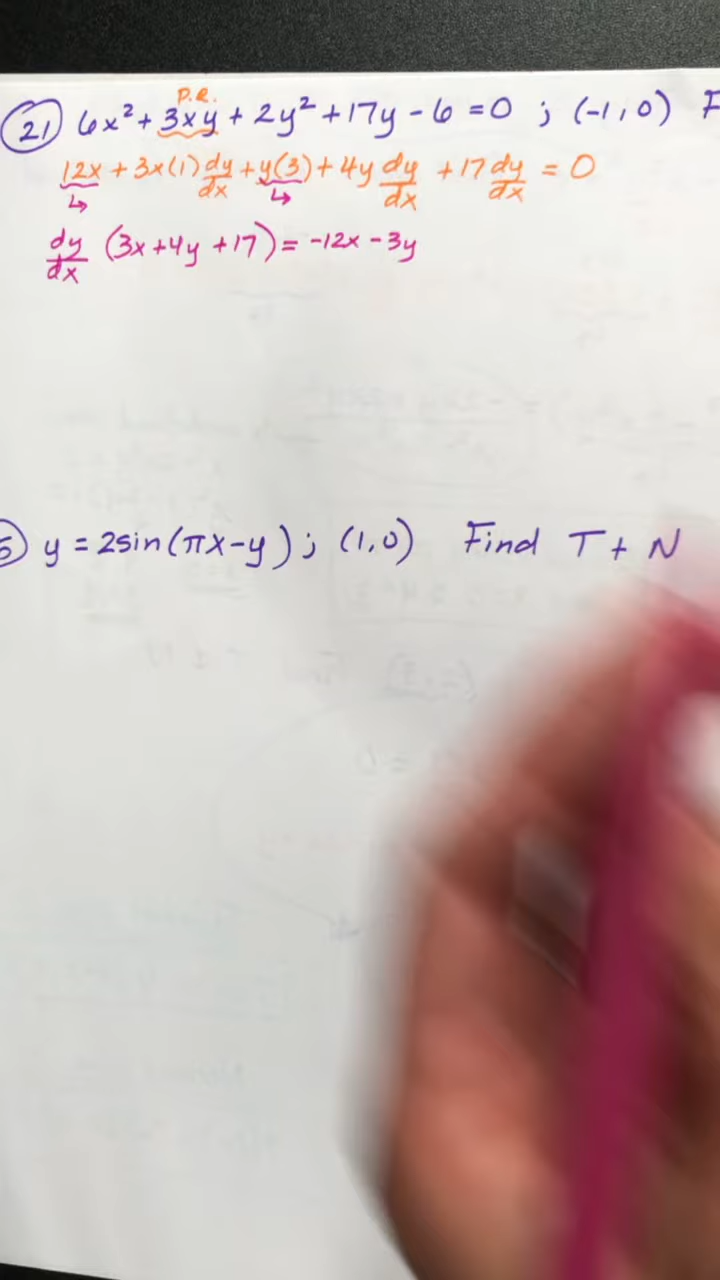 P.R.
21 6x² + 3xy + 2y² + 17y - 6 = 0 ; (-1,0) F
12x + 3x(1) dy/dx + y(3) + 4y dy/dx + 17 dy/dx = 0
dy/dx (3x + 4y + 17) = -12x - 3y
5 y = 2sin(πx - y) ; (1,0) Find T + N